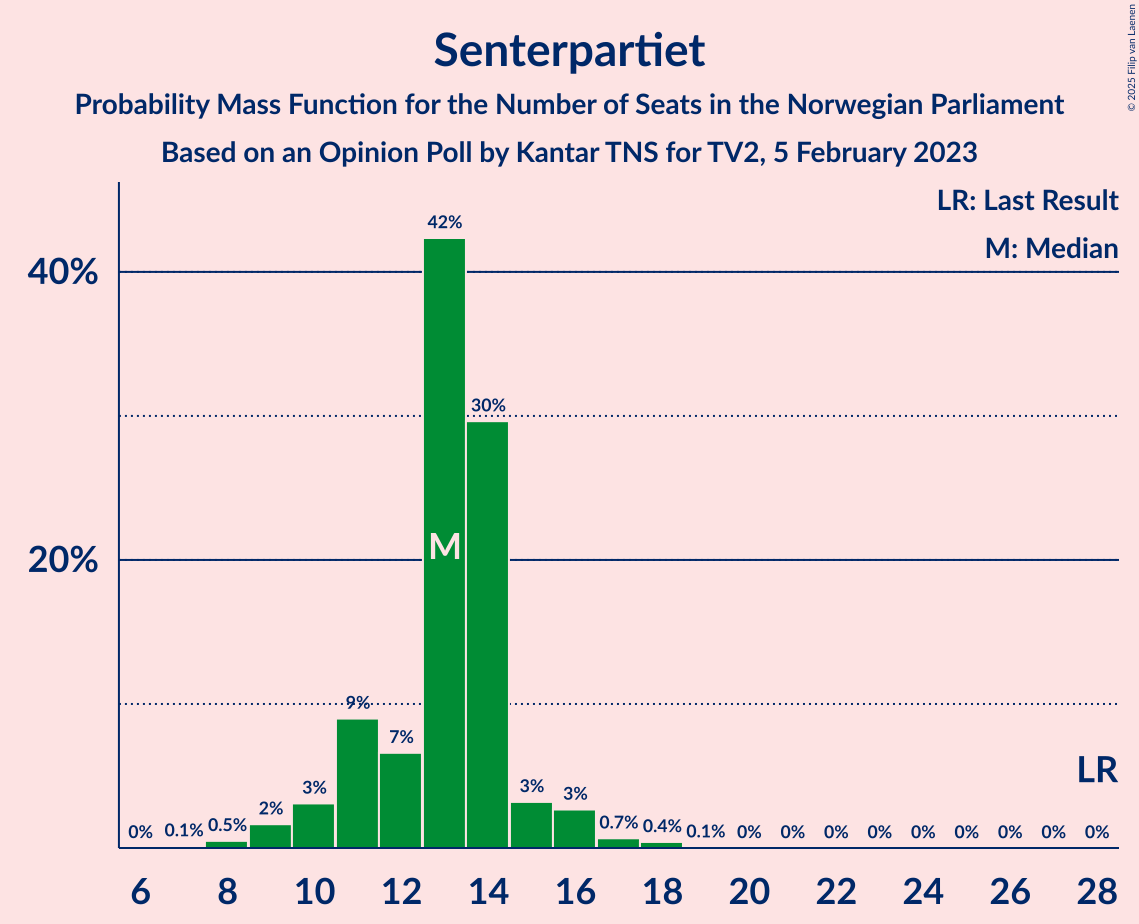 Senterpartiet
Probability Mass Function for the Number of Seats in the Norwegian Parliament
Based on an Opinion Poll by Kantar TNS for TV2, 5 February 2023
© 2025 Filip van Laenen
LR: Last Result
M: Median
42%
40%
30%
M
20%
9%
7%
LR
3%
3%
3%
2%
0.5%
0.7%
0.4%
0% 0.1% 0.1% 0% 0% 0% 0% 0% 0% 0% 0% 0%
6 8 10 12 14 16 18 20 22 24 26 28